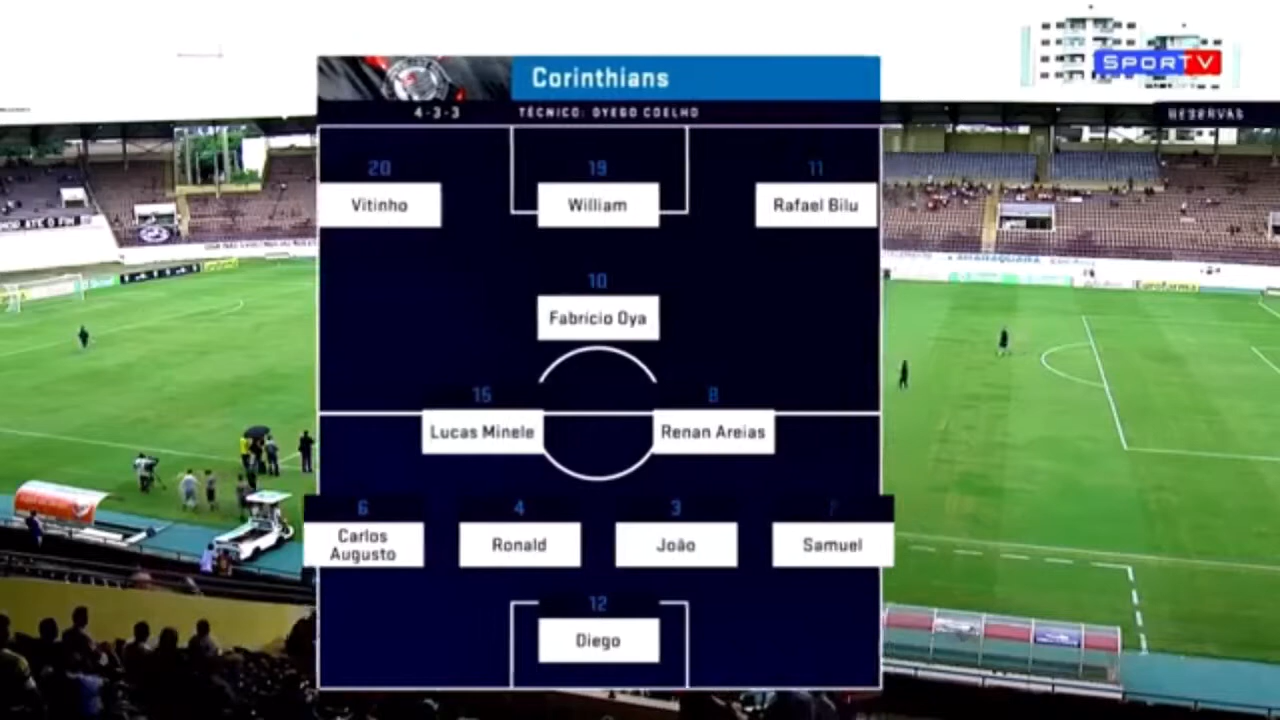 SPORTV
Corinthians
4-3-3
TÉCNICO: DYEGO COELHO
RESERVAS
20
19
11
Vitinho
William
Rafael Bilu
10
Fabrício Oya
15
8
Lucas Minele
Renan Areias
6
4
3
Carlos
Augusto
Ronald
João
Samuel
12
Diego